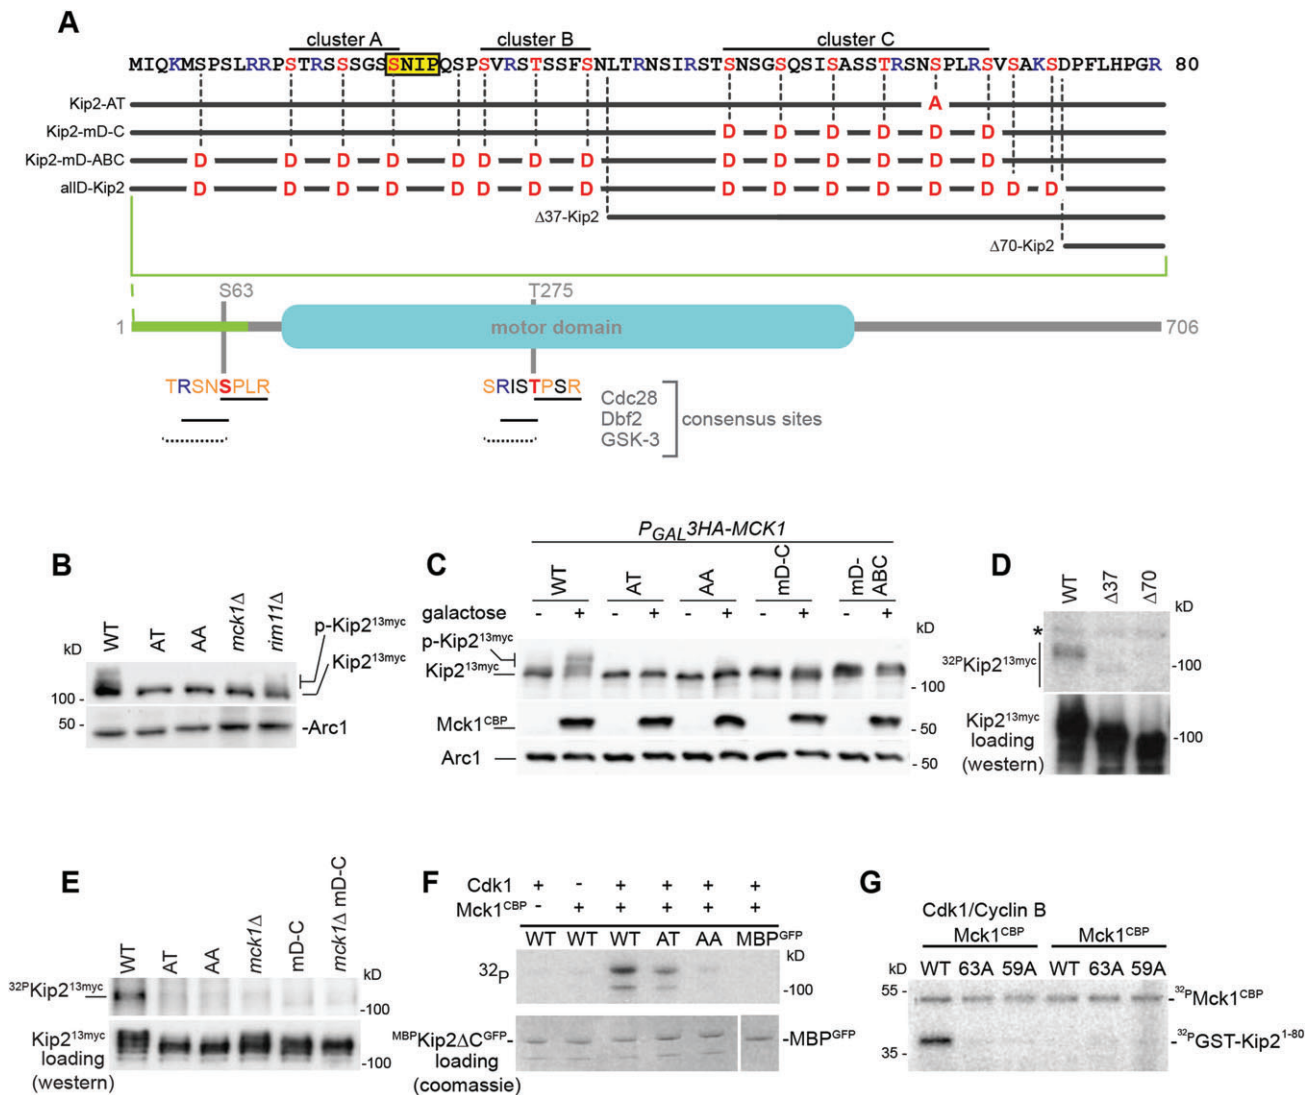 A
cluster A cluster B cluster C
MIQKMSPSLRRPSTRSSSGSSNIPQSPSVRSTSSFSNLTRNSIRSTSNSGSQSISASSTRSNSPLRSVSAKSDPFLHPGR 80
Kip2-AT A
Kip2-mD-C D D D D D D
Kip2-mD-ABC D D D D D D D D D D D D D D
allD-Kip2 D D D D D D D D D D D D D D D D
Δ37-Kip2
Δ70-Kip2
S63 T275
1 motor domain 706
TRSNSPLR SRISTPSR
Cdc28
Dbf2
GSK-3
consensus sites
B
WT AT AA mck1Δ rim11Δ
kD
p-Kip2¹³ᵐʸᶜ
Kip2¹³ᵐʸᶜ
100 -
50 -
-Arc1
C
P_GAL 3HA-MCK1
WT AT AA mD-C mD-ABC
galactose - + - + - + - + - +
p-Kip2¹³ᵐʸᶜ kD
Kip2¹³ᵐʸᶜ
- 100
Mck1ᶜᴮᴾ - 50
Arc1 - 50
D
WT Δ37 Δ70
kD
*
³²ᴾKip2¹³ᵐʸᶜ -100
Kip2¹³ᵐʸᶜ
loading
(western)
-100
E
WT AT AA mck1Δ mD-C mck1Δ mD-C
kD
³²ᴾKip2¹³ᵐʸᶜ
-100
Kip2¹³ᵐʸᶜ
loading
(western)
-100
F
Cdk1 + - + + + +
Mck1ᶜᴮᴾ - + + + + +
WT WT WT AT AA MBPᴳᶠᴾ
kD
³²P
- 100
ᴹᴮᴾKip2ΔCᴳᶠᴾ-
loading
(coomassie)
-MBPᴳᶠᴾ
G
Cdk1/Cyclin B
Mck1ᶜᴮᴾ Mck1ᶜᴮᴾ
kD WT 63A 59A WT 63A 59A
55 - -³²ᴾMck1ᶜᴮᴾ
35 - -³²ᴾGST-Kip2¹⁻⁸⁰